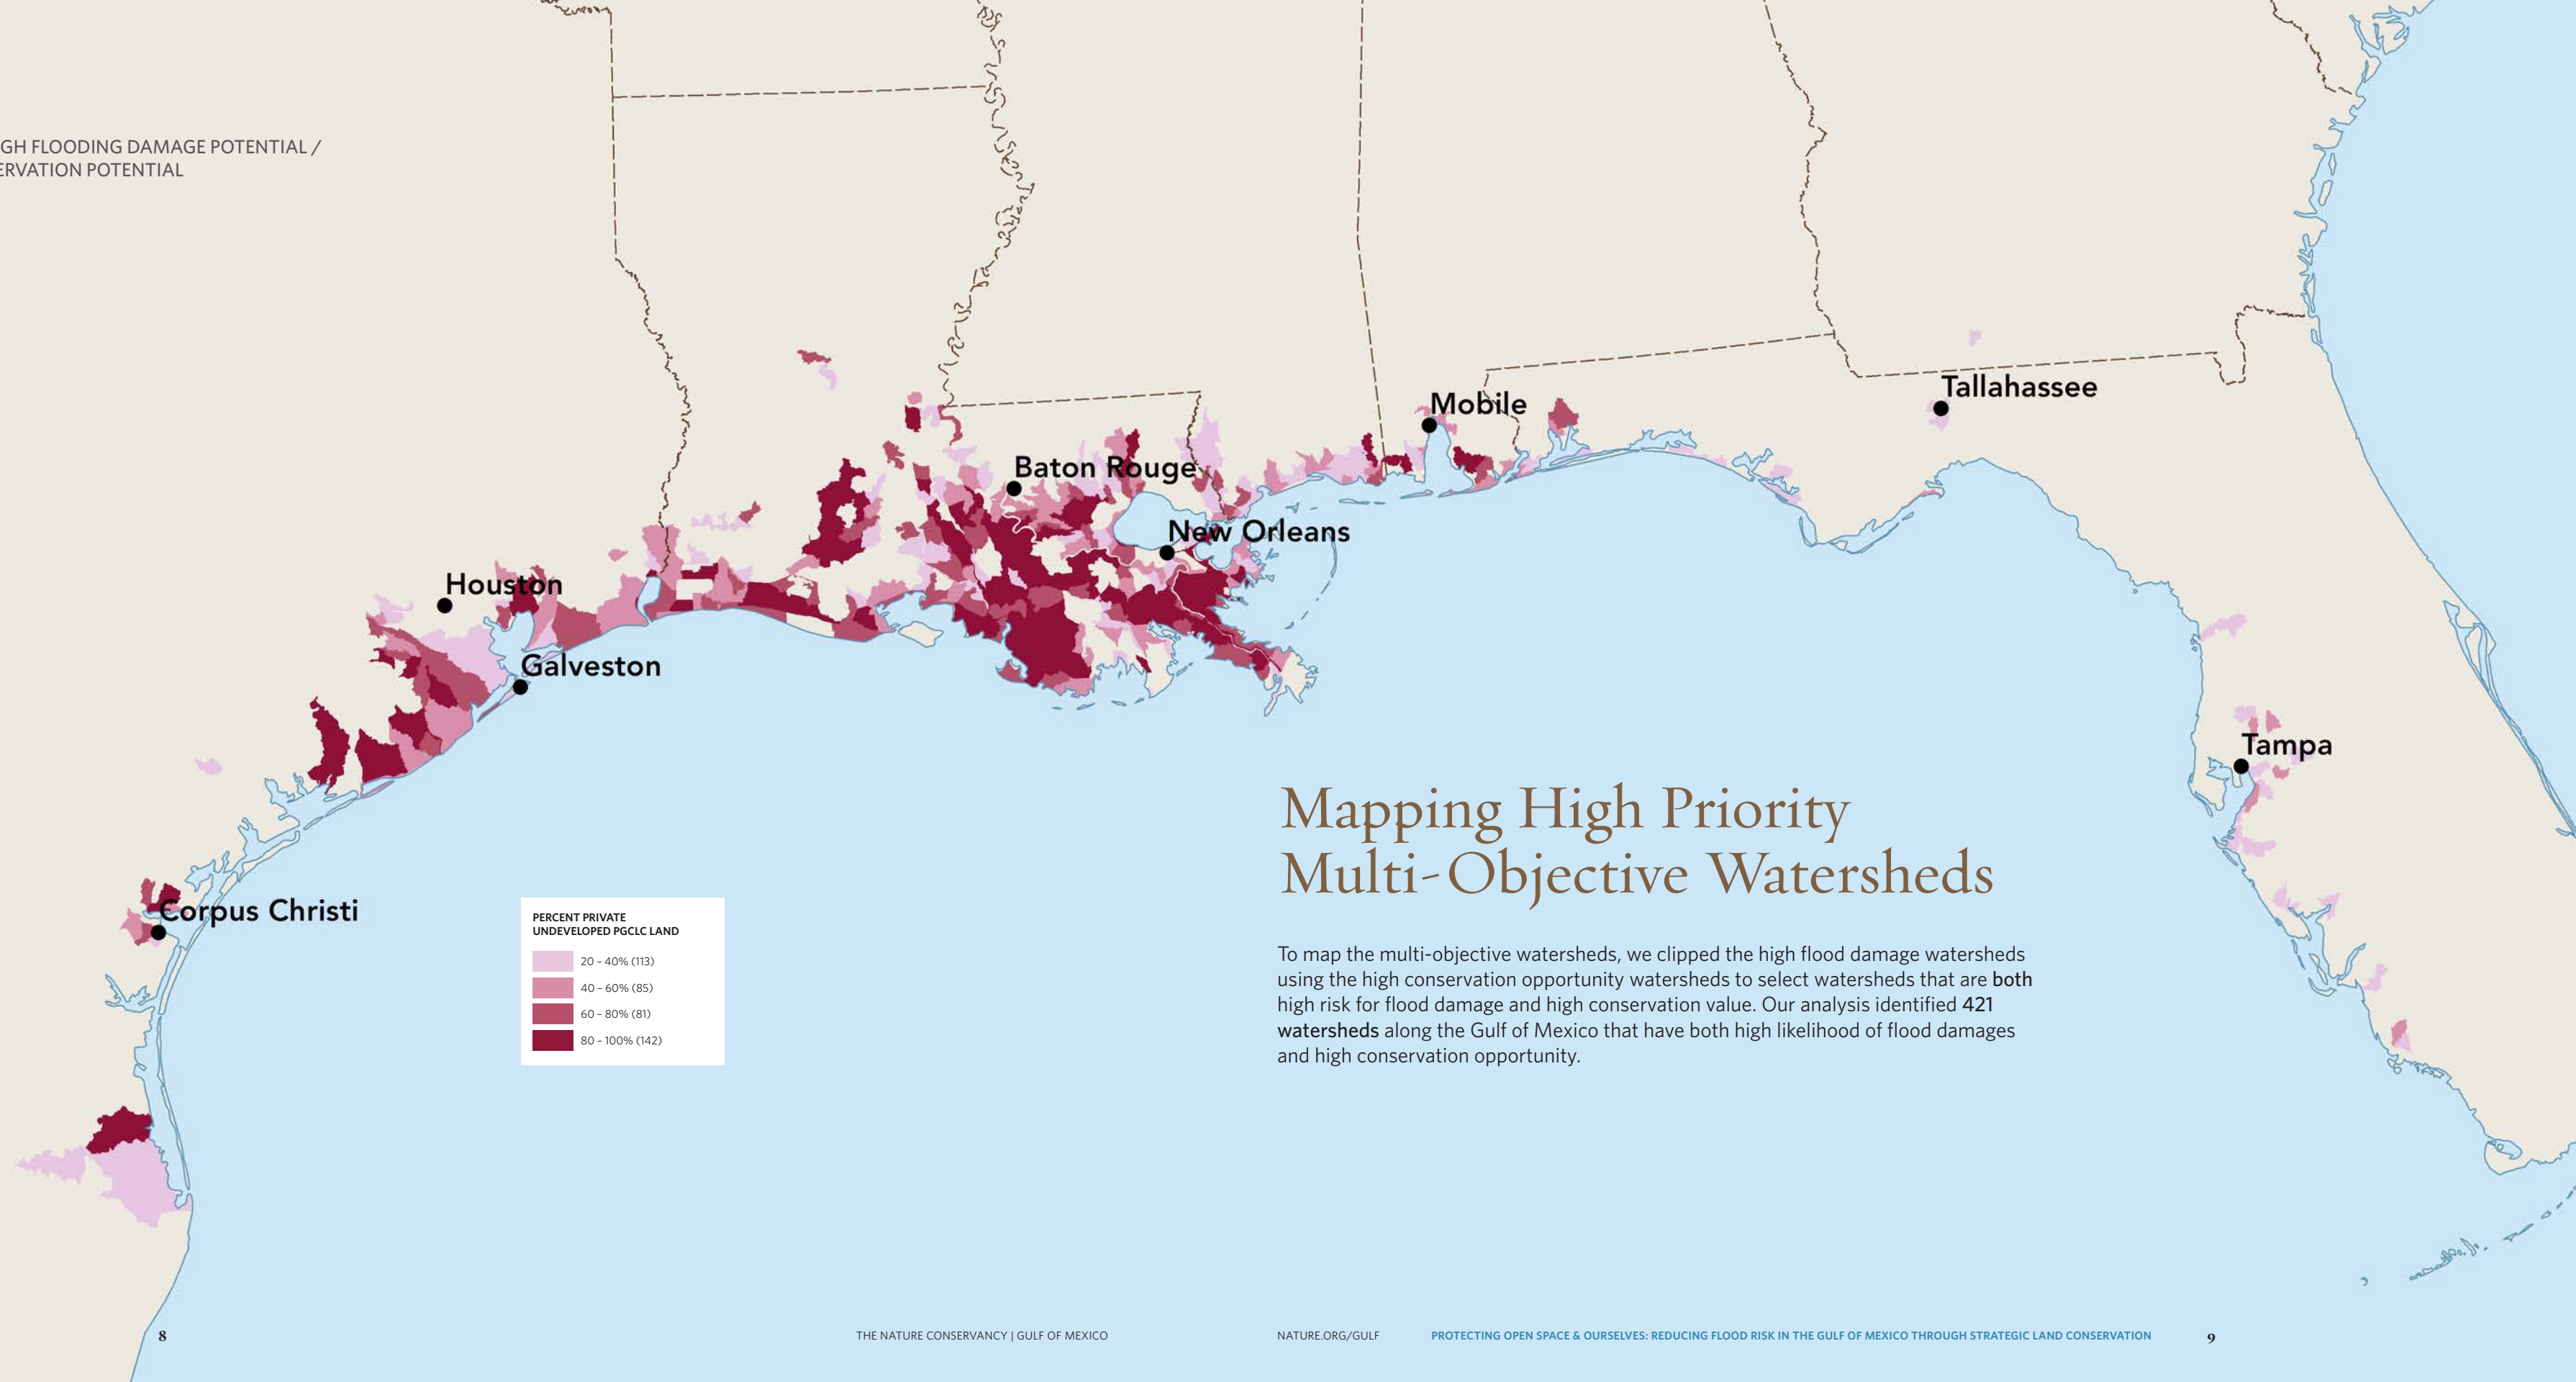 GH FLOODING DAMAGE POTENTIAL /
ERVATION POTENTIAL
Tallahassee
Mobile
Baton Rouge
New Orleans
Houston
Galveston
Tampa
Corpus Christi
Mapping High Priority
Multi-Objective Watersheds
To map the multi-objective watersheds, we clipped the high flood damage watersheds
using the high conservation opportunity watersheds to select watersheds that are both
high risk for flood damage and high conservation value. Our analysis identified 421
watersheds along the Gulf of Mexico that have both high likelihood of flood damages
and high conservation opportunity.
PERCENT PRIVATE
UNDEVELOPED PGCLC LAND
20 – 40% (113)
40 – 60% (85)
60 – 80% (81)
80 – 100% (142)
8
THE NATURE CONSERVANCY | GULF OF MEXICO
NATURE.ORG/GULF
PROTECTING OPEN SPACE & OURSELVES: REDUCING FLOOD RISK IN THE GULF OF MEXICO THROUGH STRATEGIC LAND CONSERVATION
9